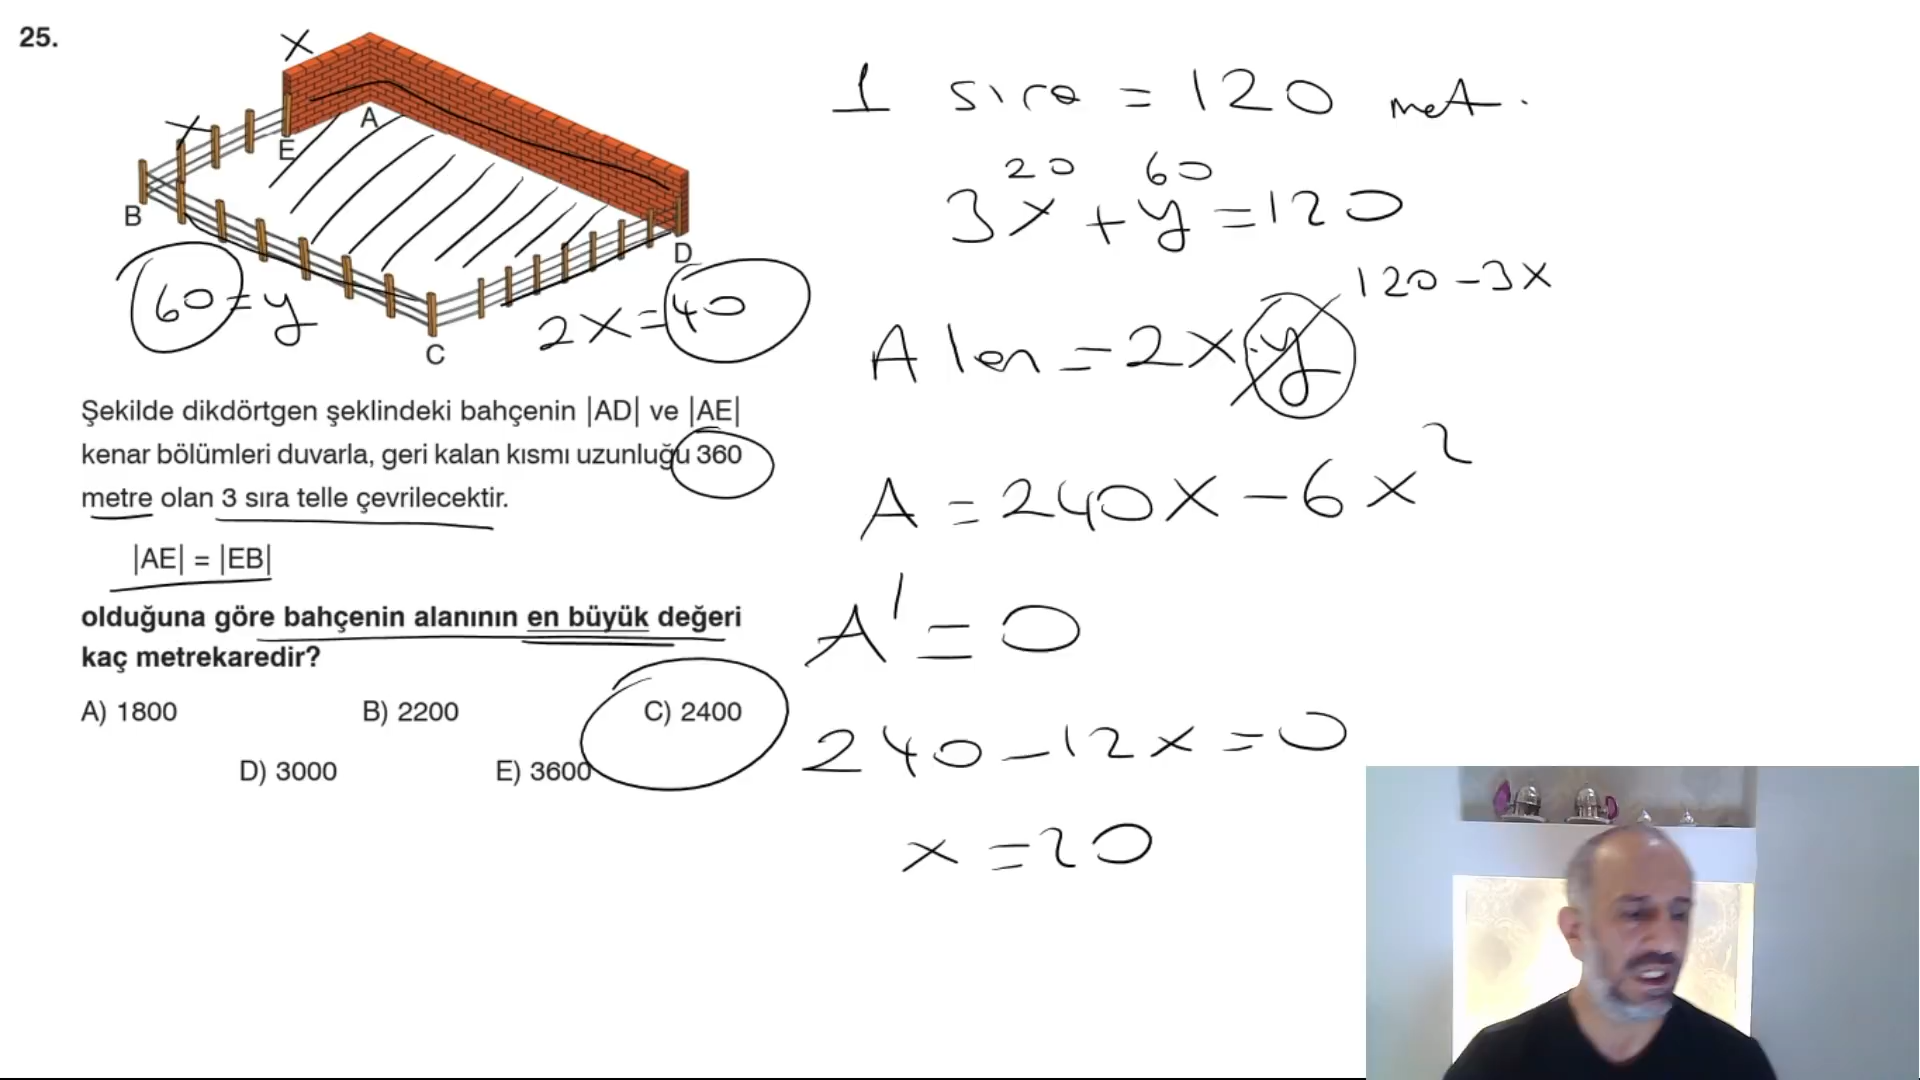 25.
x
x
A
E
B
D
C
60 = y
2x = 40
Şekilde dikdörtgen şeklindeki bahçenin |AD| ve |AE|
kenar bölümleri duvarla, geri kalan kısmı uzunluğu 360
metre olan 3 sıra telle çevrilecektir.
|AE| = |EB|
olduğuna göre bahçenin alanının en büyük değeri
kaç metrekaredir?
A) 1800 B) 2200 C) 2400
D) 3000 E) 3600
1 sıra = 120 met.
20 60
3x + y = 120
120 - 3x
Alan = 2x . y
A = 240x - 6x²
A' = 0
240 - 12x = 0
x = 20